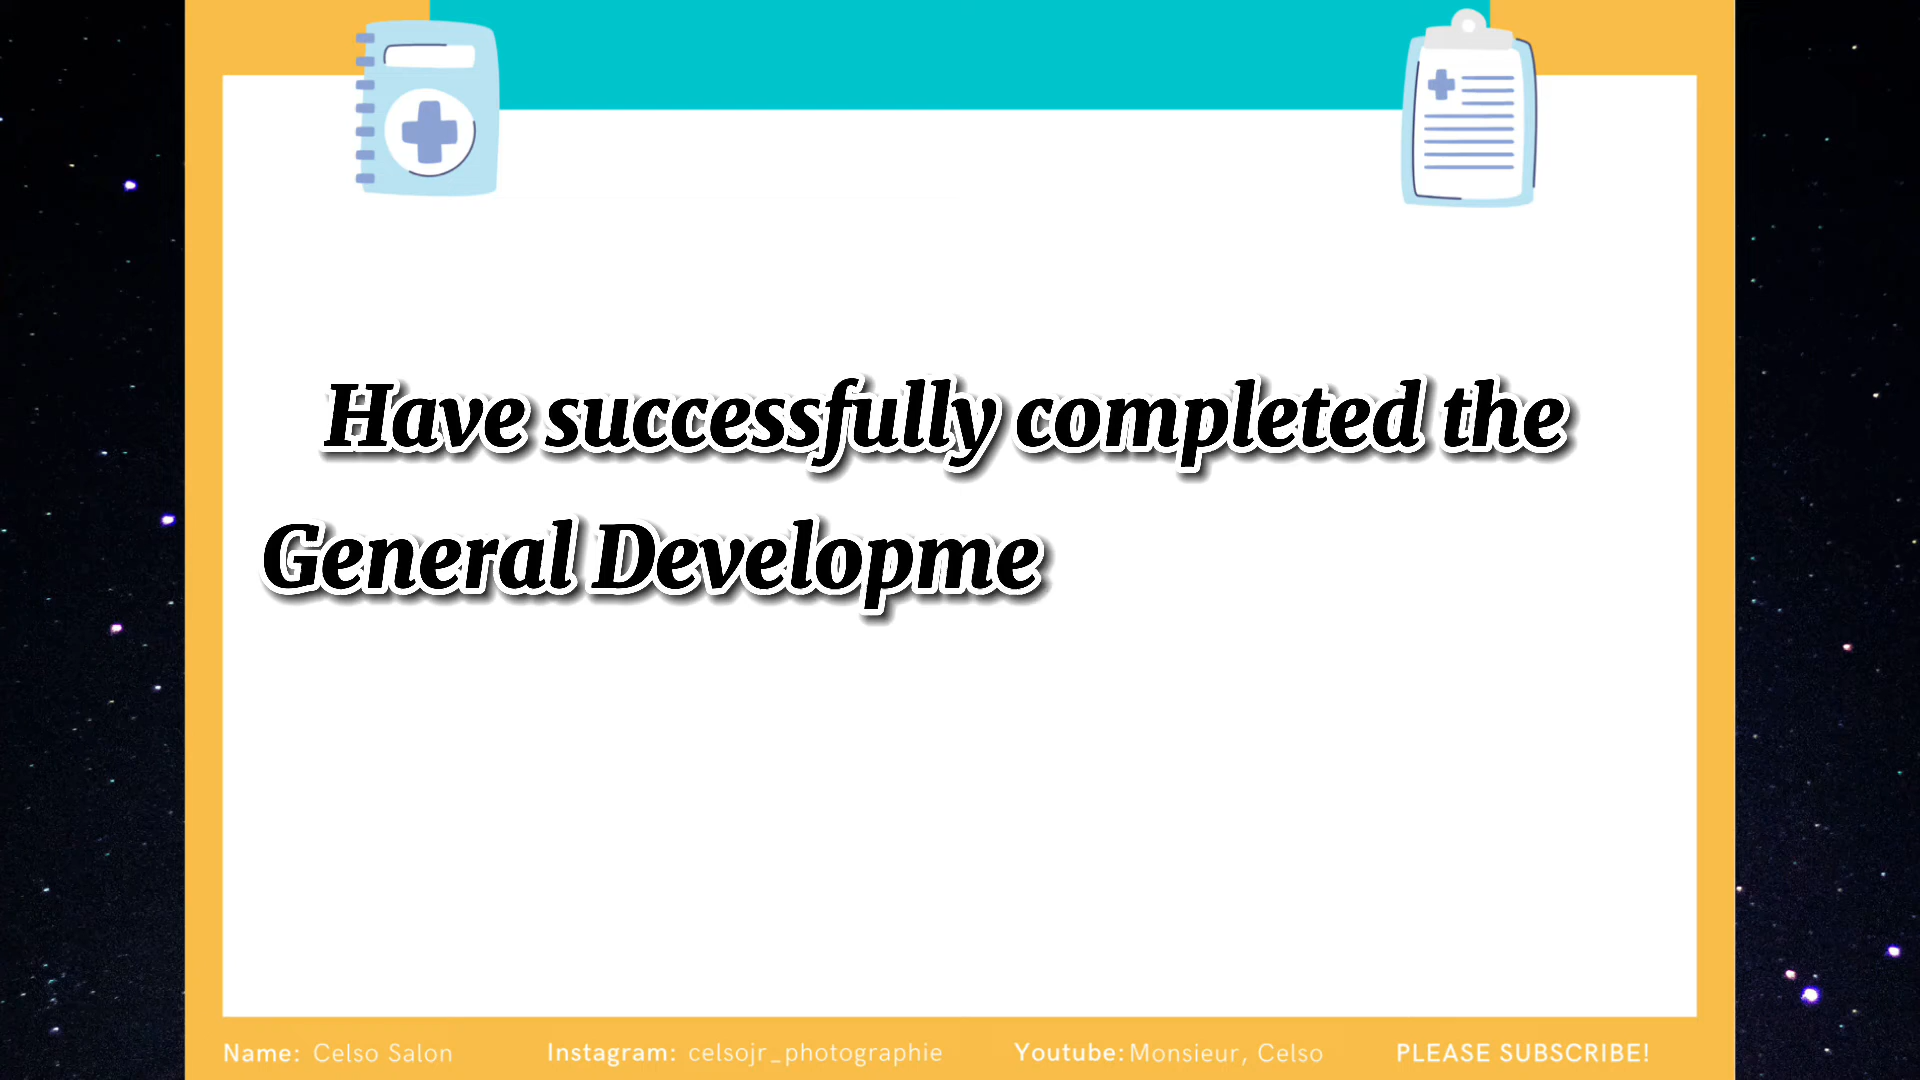 Have successfully completed the
General Developme
Name: Celso Salon Instagram: celsojr_photographie Youtube: Monsieur, Celso PLEASE SUBSCRIBE!